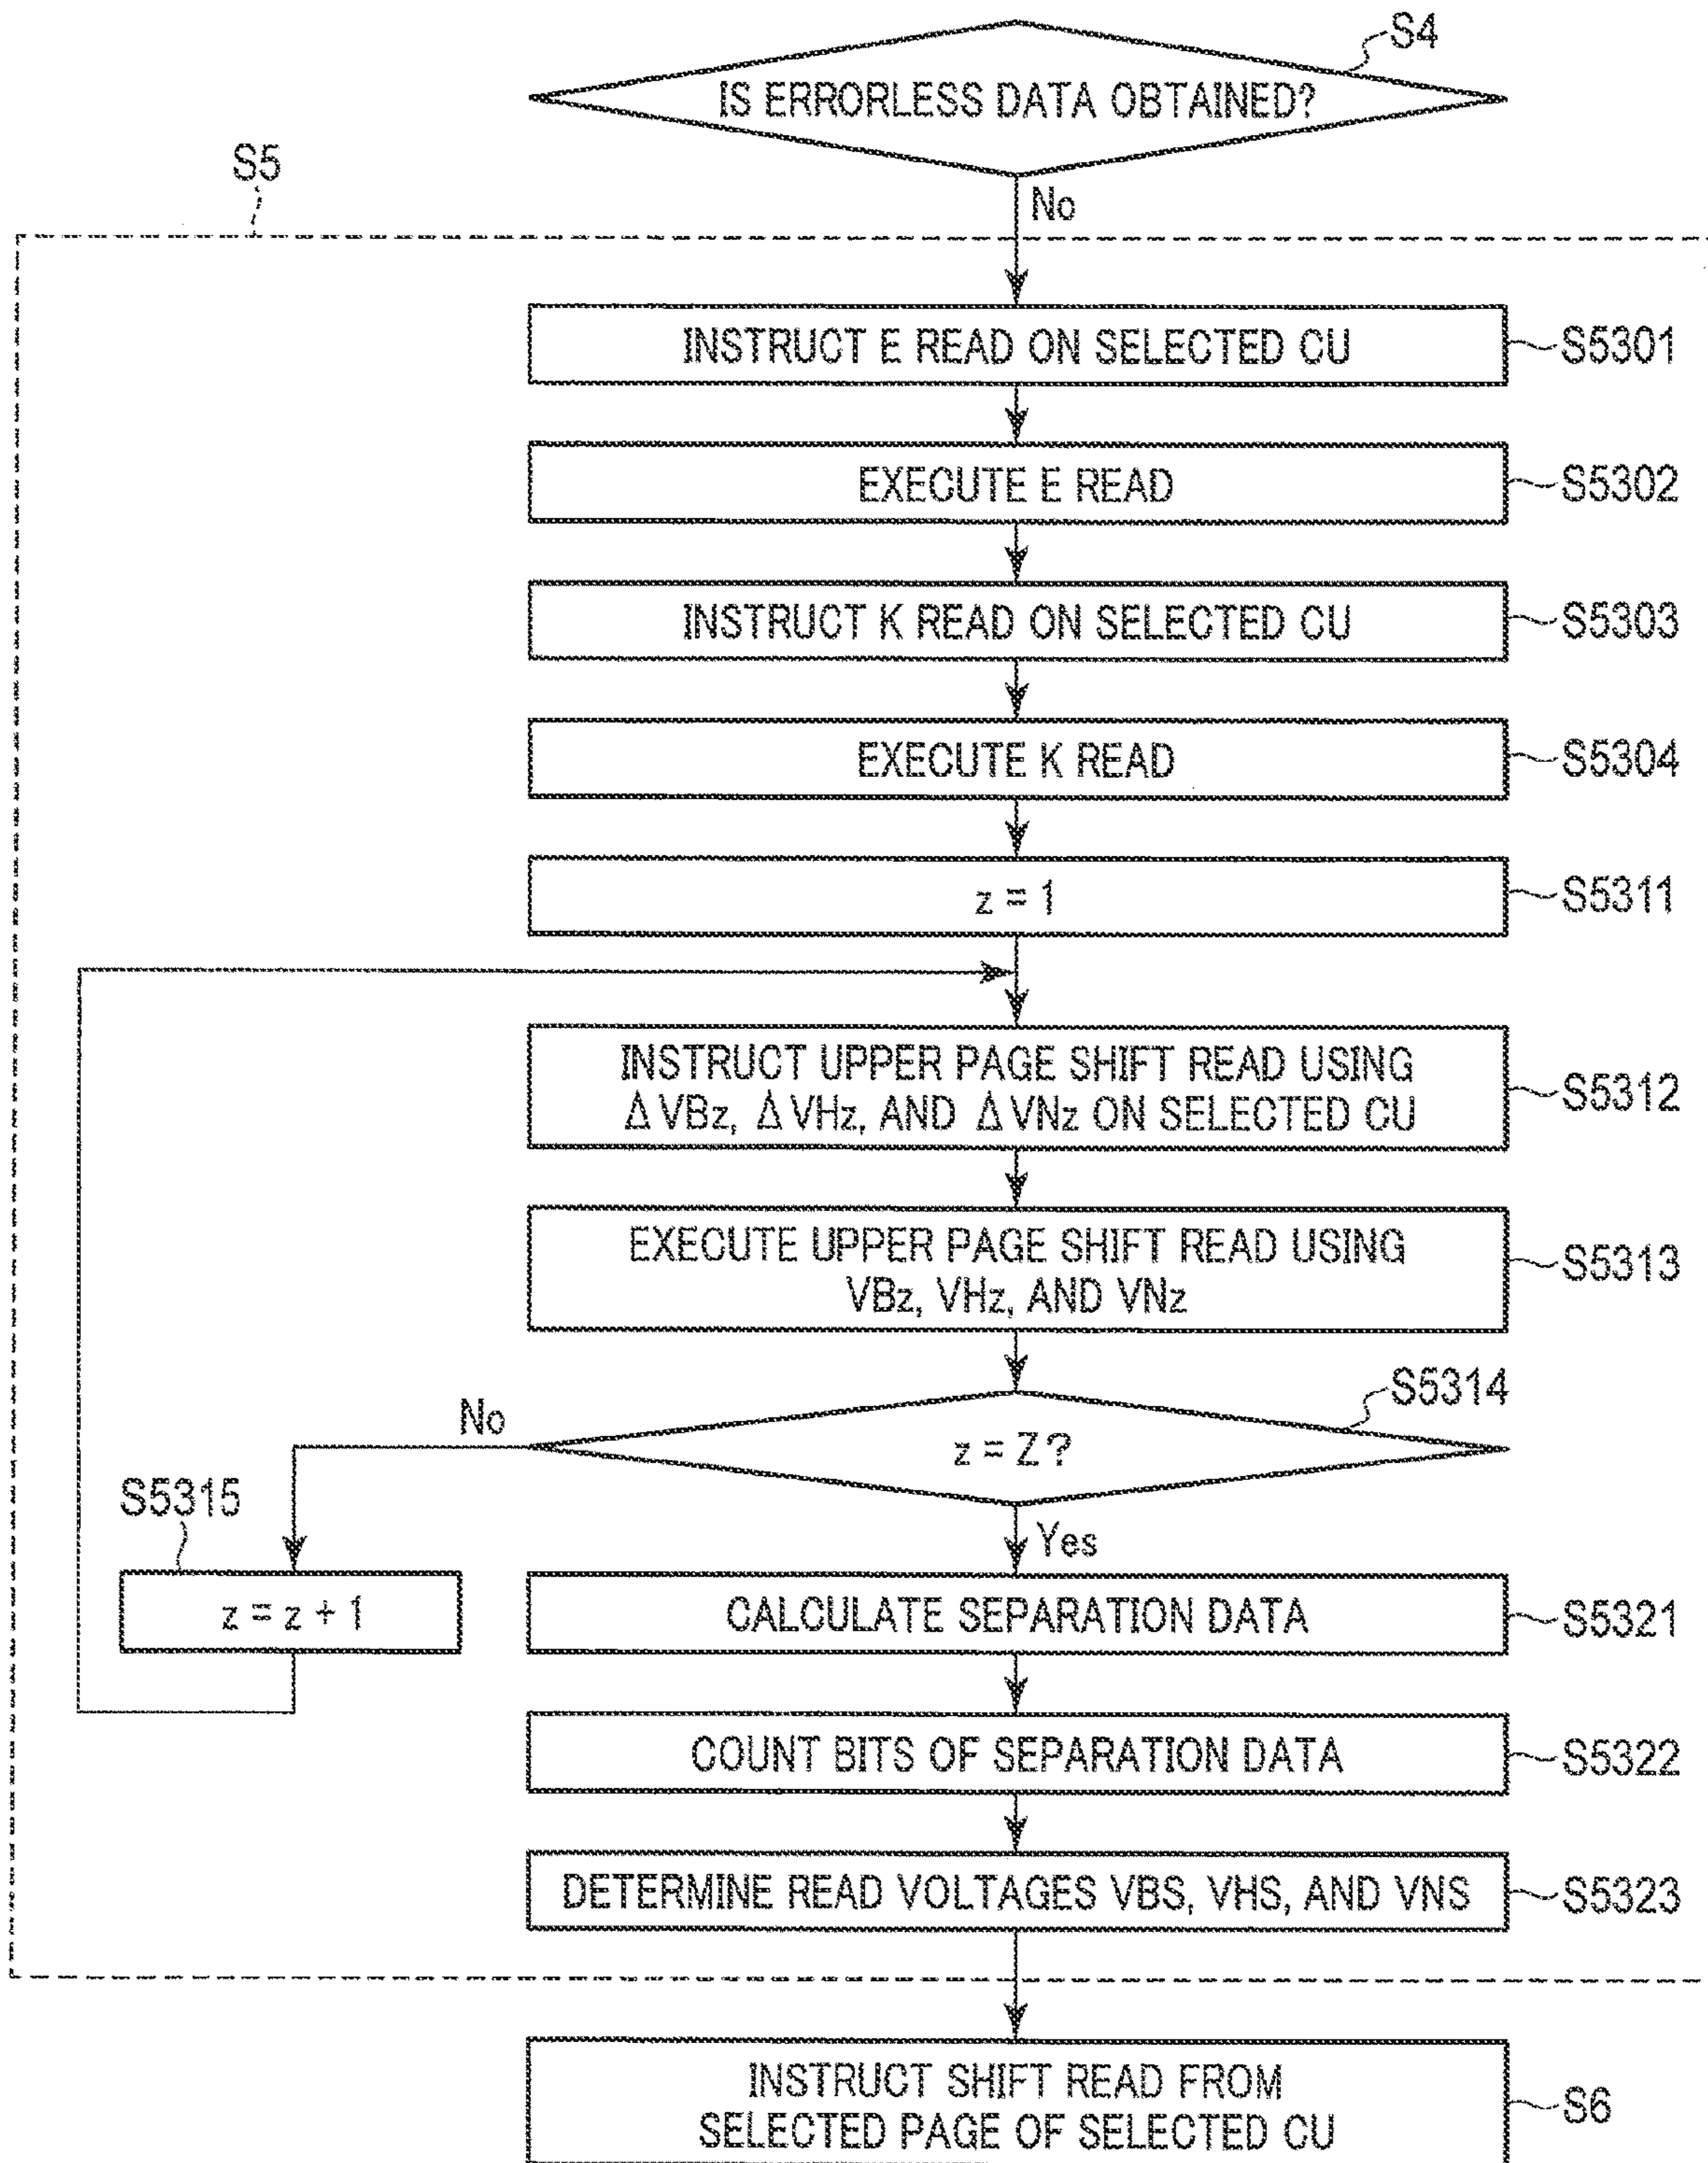 S4
IS ERRORLESS DATA OBTAINED?
No
S5
INSTRUCT E READ ON SELECTED CU
S5301
EXECUTE E READ
S5302
INSTRUCT K READ ON SELECTED CU
S5303
EXECUTE K READ
S5304
z = 1
S5311
INSTRUCT UPPER PAGE SHIFT READ USING
ΔVBz, ΔVHz, AND ΔVNz ON SELECTED CU
S5312
EXECUTE UPPER PAGE SHIFT READ USING
VBz, VHz, AND VNz
S5313
S5314
z = Z?
No
Yes
S5315
z = z + 1
CALCULATE SEPARATION DATA
S5321
COUNT BITS OF SEPARATION DATA
S5322
DETERMINE READ VOLTAGES VBS, VHS, AND VNS
S5323
INSTRUCT SHIFT READ FROM
SELECTED PAGE OF SELECTED CU
S6